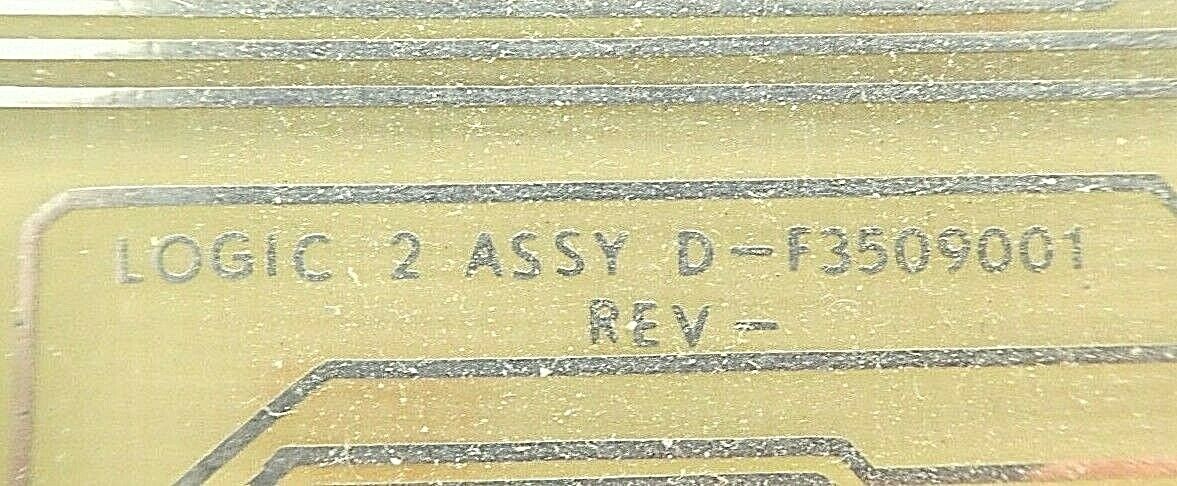 LOGIC 2 ASSY D-F3509001
REV -